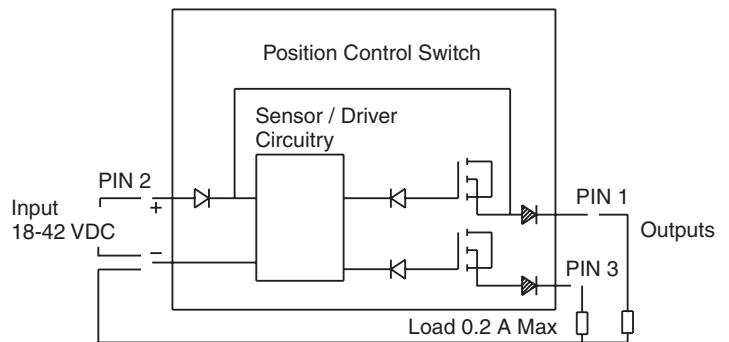 Position Control Switch
Sensor / Driver
Circuitry
PIN 2
+
Input
18-42 VDC
−
PIN 1
Outputs
PIN 3
Load 0.2 A Max